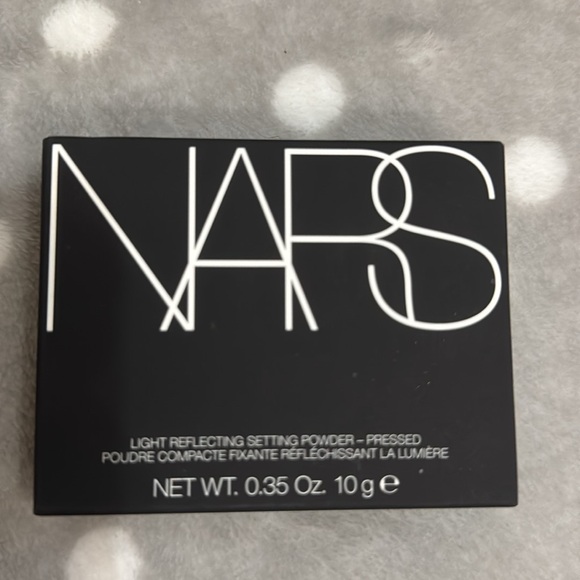 NARS
LIGHT REFLECTING SETTING POWDER – PRESSED
POUDRE COMPACTE FIXANTE RÉFLÉCHISSANT LA LUMIÈRE
NET WT. 0.35 Oz. 10 g ℮